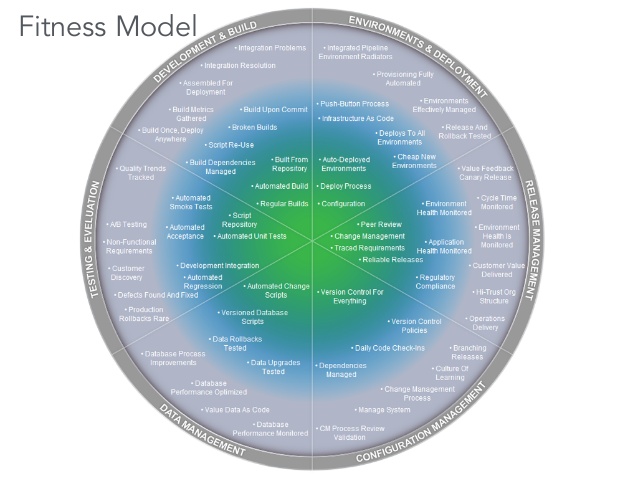 Fitness Model
DEVELOPMENT & BUILD
ENVIRONMENTS & DEPLOYMENT
• Integration Problems
• Integration Resolution
• Assembled For
Deployment
• Build Metrics
Gathered
• Build Once, Deploy
Anywhere
• Build Upon Commit
• Broken Builds
• Script Re-Use
• Build Dependencies
Managed
• Built From
Repository
• Automated Build
• Regular Builds
• Integrated Pipeline
Environment Radiators
• Provisioning Fully
Automated
• Environments
Effectively Managed
• Release And
Rollback Tested
• Push-Button Process
• Infrastructure As Code
• Deploys To All
Environments
• Cheap New
Environments
• Auto-Deployed
Environments
• Deploy Process
• Configuration
TESTING & EVELUATION
• Quality Trends
Tracked
• A/B Testing
• Non-Functional
Requirements
• Customer
Discovery
• Defects Found And Fixed
• Production
Rollbacks Rare
• Automated
Smoke Tests
• Automated
Acceptance
• Development Integration
• Automated
Regression
• Script
Repository
• Automated Unit Tests
RELEASE MANAGEMENT
• Value Feedback
Canary Release
• Cycle Time
Monitored
• Environment
Health Is
Monitored
• Customer Value
Delivered
• Hi-Trust Org
Structure
• Operations
Delivery
• Environment
Health Monitored
• Application
Health Monitored
• Regulatory
Compliance
• Peer Review
• Change Management
• Traced Requirements
• Reliable Releases
DATA MANAGEMENT
• Automated Change
Scripts
• Versioned Database
Scripts
• Data Rollbacks
Tested
• Data Upgrades
Tested
• Database Process
Improvements
• Database
Performance Optimized
• Value Data As Code
• Database
Performance Monitored
CONFIGURATION MANAGEMENT
• Version Control For
Everything
• Version Control
Policies
• Daily Code Check-Ins
• Dependencies
Managed
• Branching
Releases
• Culture Of
Learning
• Change Management
Process
• Manage System
• CM Process Review
Validation